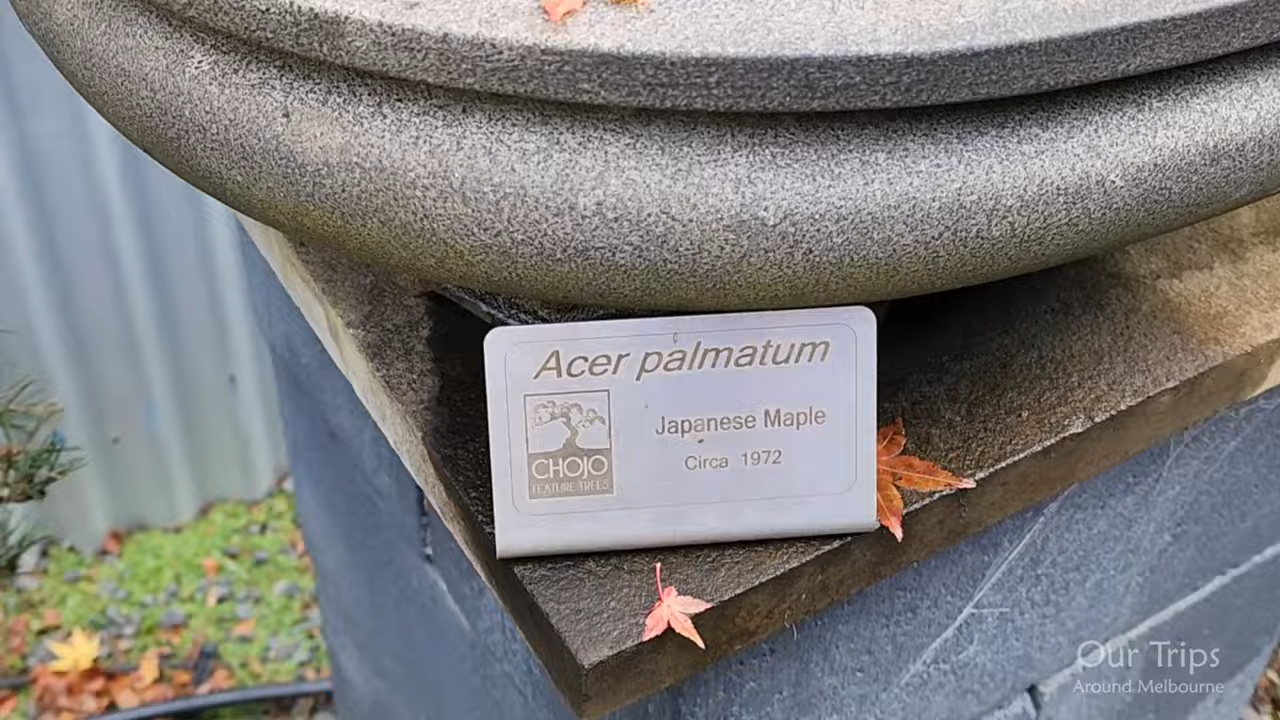 Acer palmatum
Japanese Maple
Circa 1972
CHOJO
FEATURE TREES
Our Trips
Around Melbourne